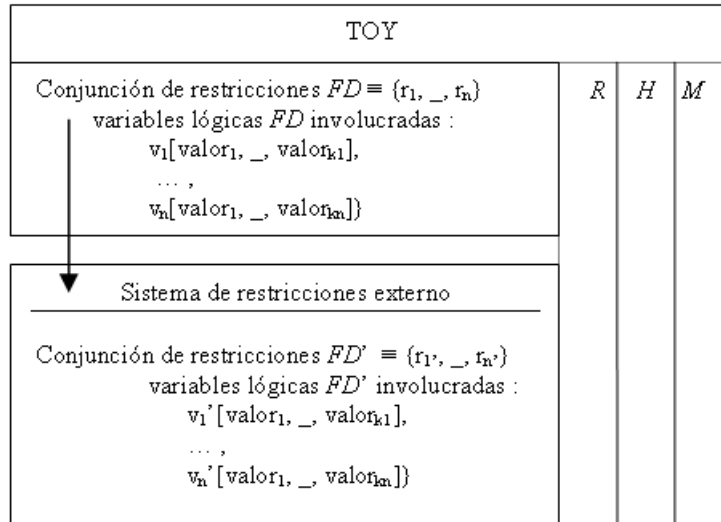 TOY
Conjunción de restricciones FD ≡ {r₁, _, rₙ}
variables lógicas FD involucradas :
v₁[valor₁, _, valorₖ₁],
... ,
vₙ[valor₁, _, valorₖₙ]}
R H M
Sistema de restricciones externo
Conjunción de restricciones FD' ≡ {r₁', _, rₙ'}
variables lógicas FD' involucradas :
v₁'[valor₁, _, valorₖ₁],
... ,
vₙ'[valor₁, _, valorₖₙ]}